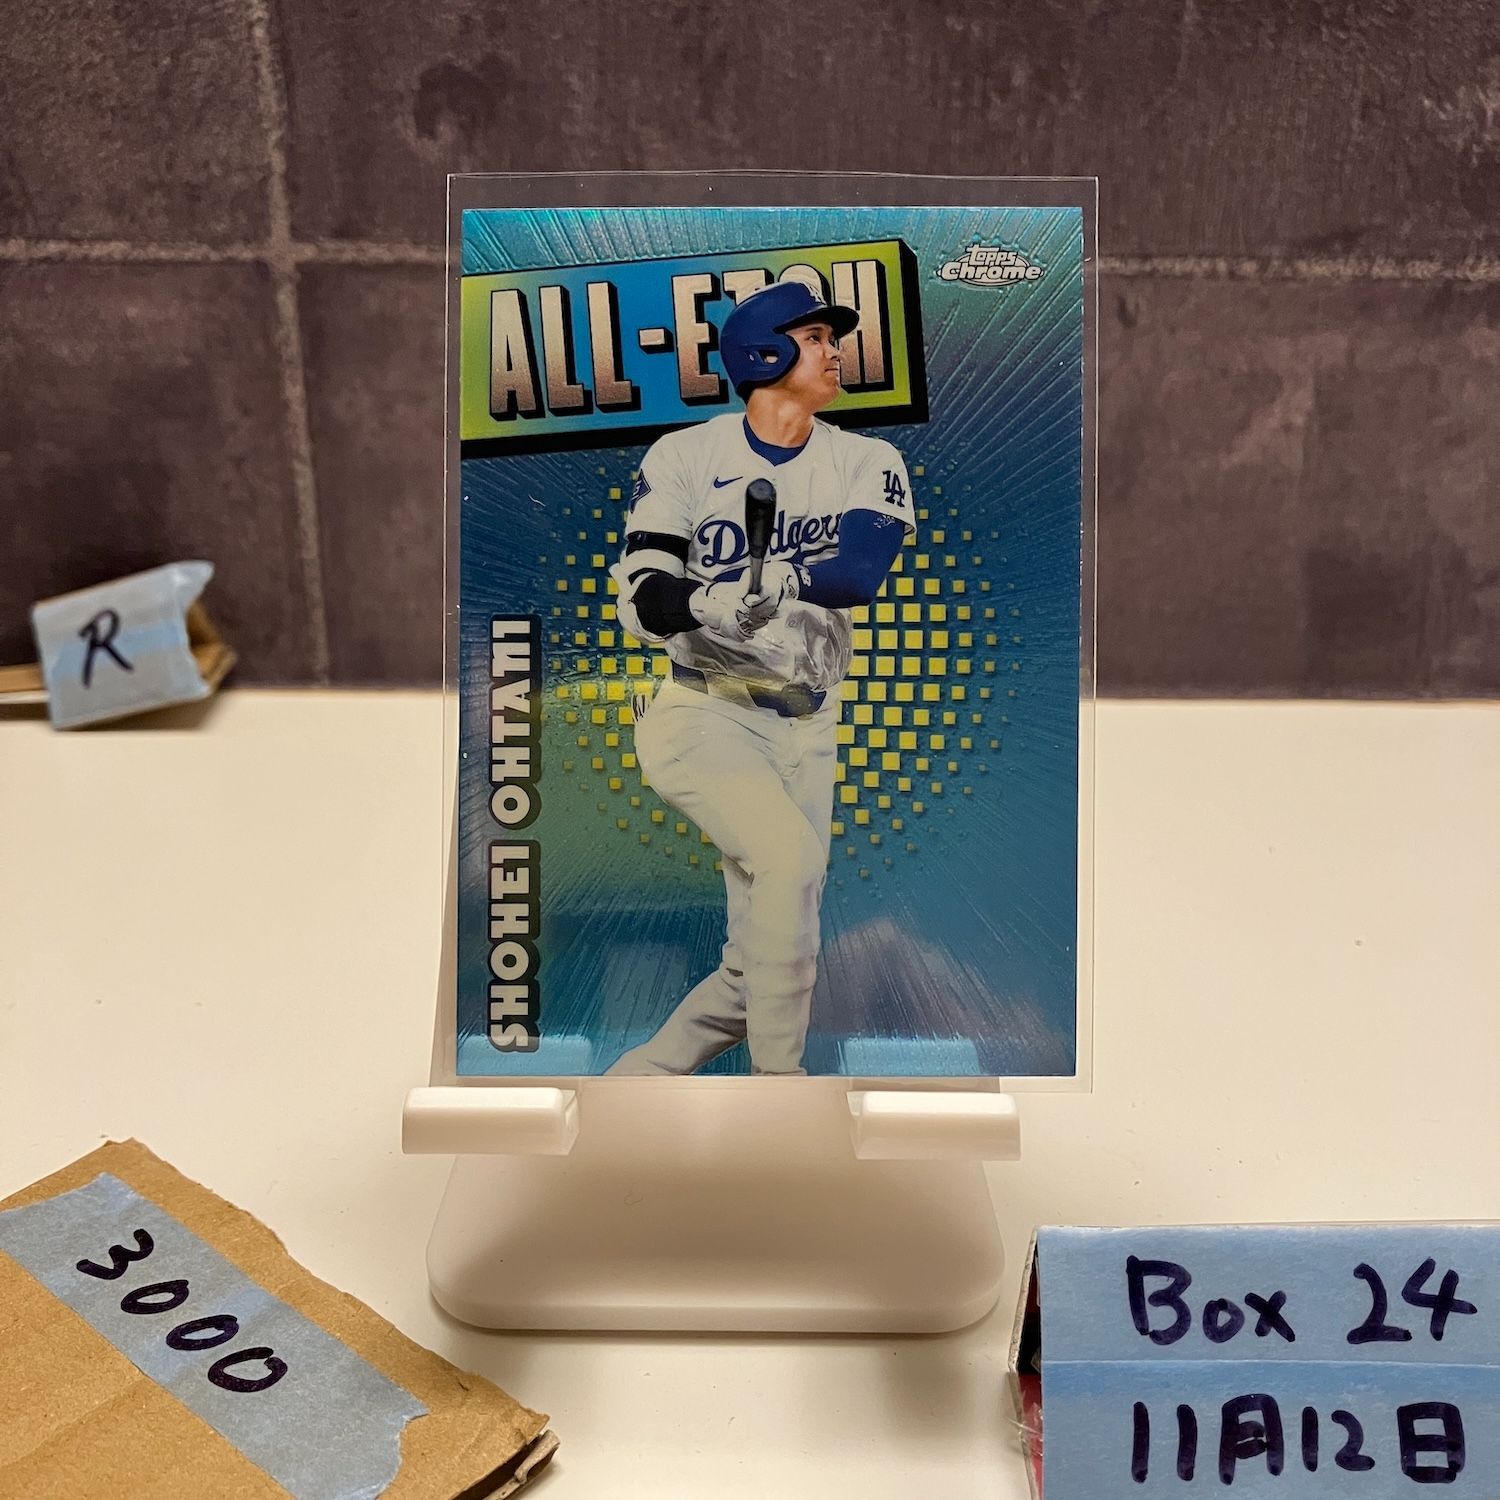 ALL-ETCH
topps
Chrome
LA
Dodgers
SHOHEI OHTANI
R
3000
Box 24
11月12日